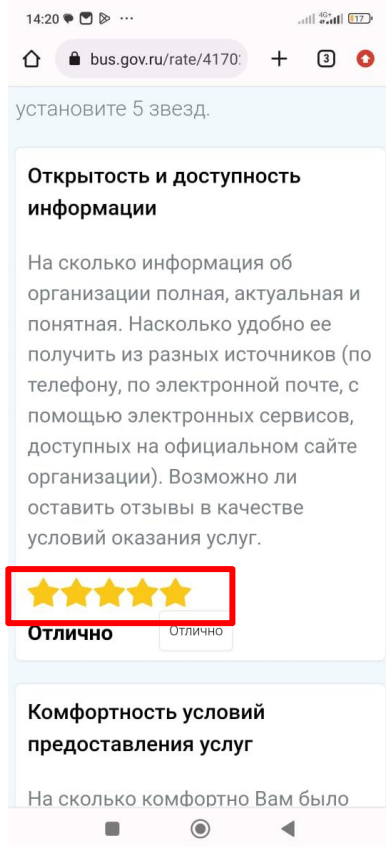 14:20
4G+
17
bus.gov.ru/rate/4170
3
установите 5 звезд.
Открытость и доступность
информации
На сколько информация об
организации полная, актуальная и
понятная. Насколько удобно ее
получить из разных источников (по
телефону, по электронной почте, с
помощью электронных сервисов,
доступных на официальном сайте
организации). Возможно ли
оставить отзывы в качестве
условий оказания услуг.
Отлично
Отлично
Комфортность условий
предоставления услуг
На сколько комфортно Вам было